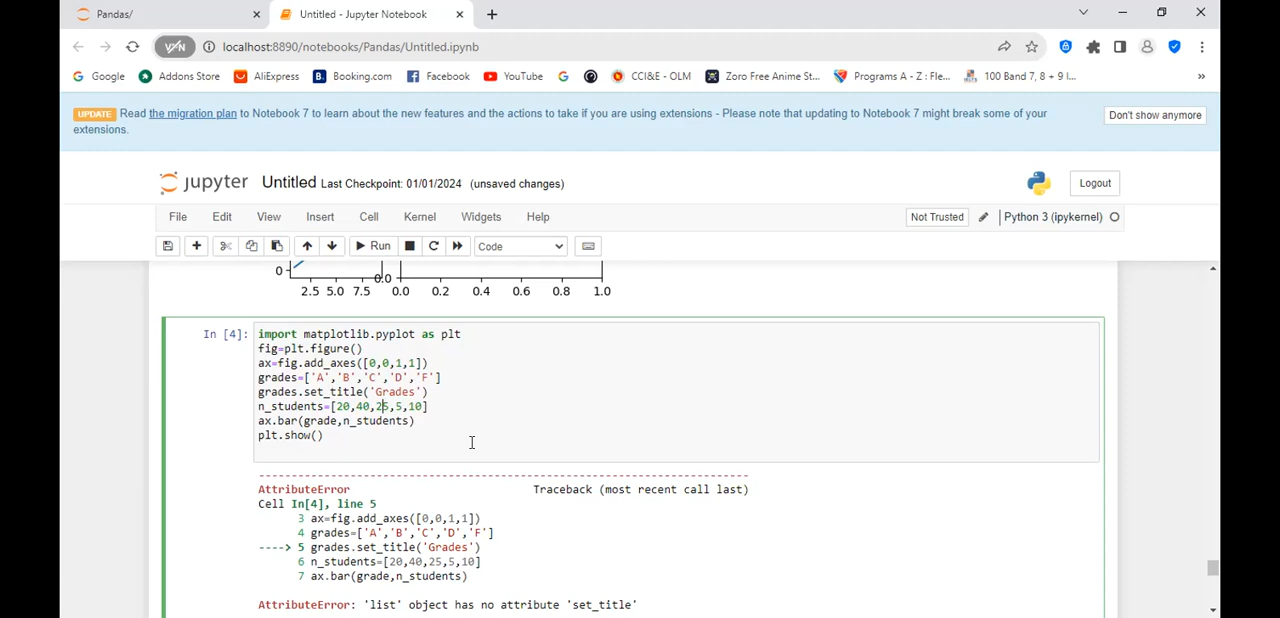 Pandas/
Untitled - Jupyter Notebook
VPN
localhost:8890/notebooks/Pandas/Untitled.ipynb
Google
Addons Store
AliExpress
Booking.com
Facebook
YouTube
CCI&E - OLM
Zoro Free Anime St...
Programs A - Z : Fle...
100 Band 7, 8 + 9 I...
»
UPDATE Read the migration plan to Notebook 7 to learn about the new features and the actions to take if you are using extensions - Please note that updating to Notebook 7 might break some of your
extensions.
Don't show anymore
jupyter Untitled Last Checkpoint: 01/01/2024 (unsaved changes)
Logout
File Edit View Insert Cell Kernel Widgets Help
Not Trusted
Python 3 (ipykernel)
Run
Code
0
0.0
2.5 5.0 7.5 0.0 0.2 0.4 0.6 0.8 1.0
In [4]: import matplotlib.pyplot as plt
fig=plt.figure()
ax=fig.add_axes([0,0,1,1])
grades=['A','B','C','D','F']
grades.set_title('Grades')
n_students=[20,40,25,5,10]
ax.bar(grade,n_students)
plt.show()
---------------------------------------------------------------------------
AttributeError Traceback (most recent call last)
Cell In[4], line 5
3 ax=fig.add_axes([0,0,1,1])
4 grades=['A','B','C','D','F']
----> 5 grades.set_title('Grades')
6 n_students=[20,40,25,5,10]
7 ax.bar(grade,n_students)
AttributeError: 'list' object has no attribute 'set_title'